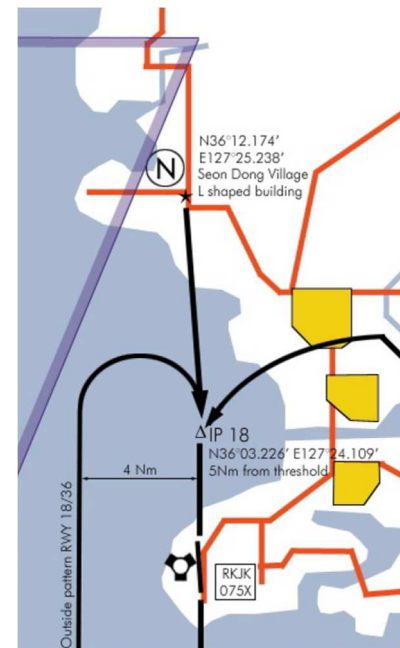 N36°12.174'
E127°25.238'
Seon Dong Village
N
L shaped building
IP 18
N36°03.226' E127°24.109'
5Nm from threshold
4 Nm
Outside pattern RWY 18/36
RKJK
075X